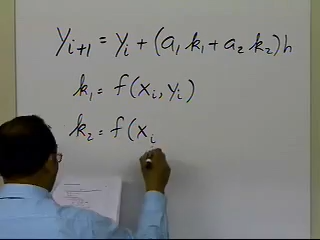 y_{i+1} = y_i + (a_1 k_1 + a_2 k_2) h
k_1 = f(x_i, y_i)
k_2 = f(x_i